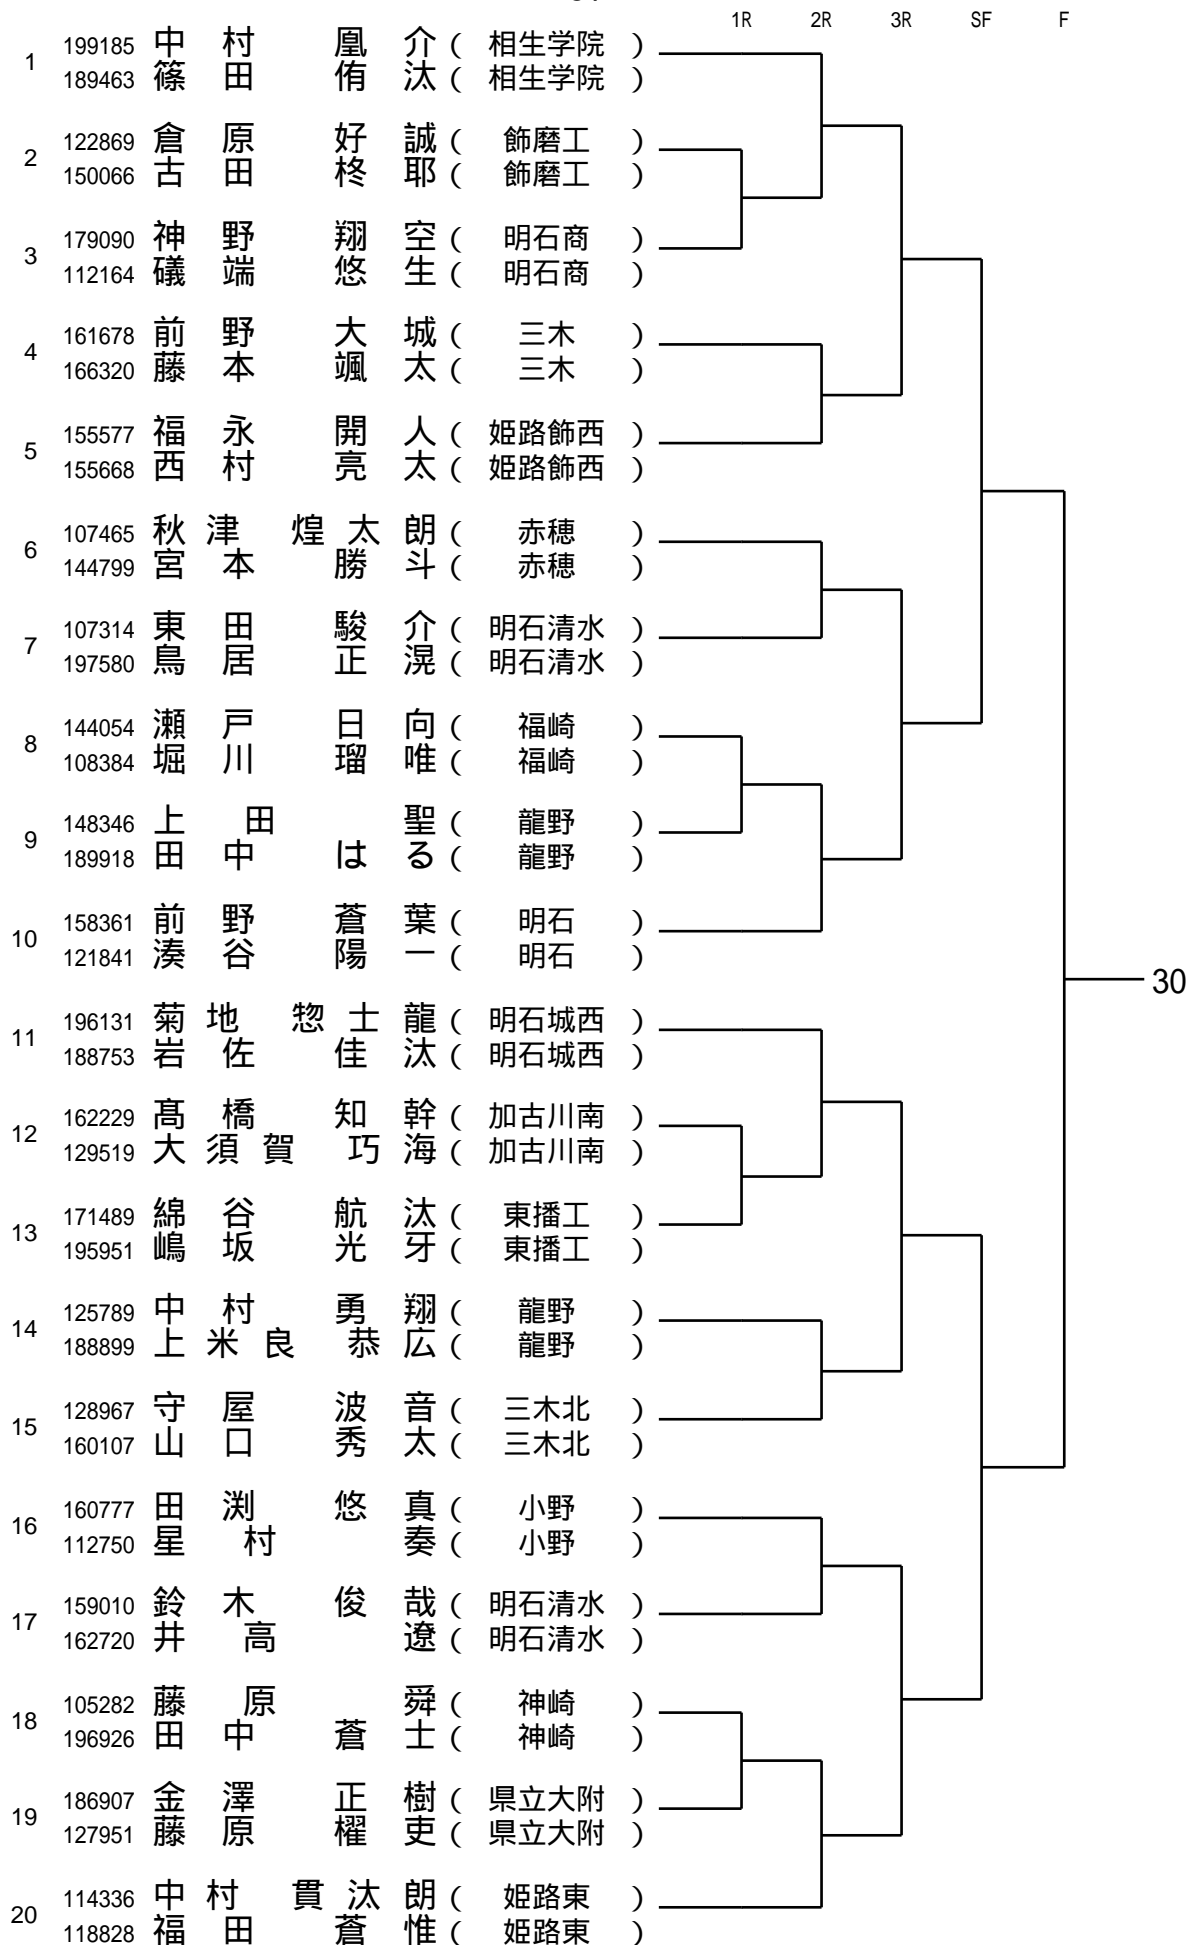 1R 2R 3R SF F
1 199185 中村 凰介 ( 相生学院 )
189463 篠田 侑汰 ( 相生学院 )
2 122869 倉原 好誠 ( 飾磨工 )
150066 古田 柊耶 ( 飾磨工 )
3 179090 神野 翔空 ( 明石商 )
112164 礒端 悠生 ( 明石商 )
4 161678 前野 大城 ( 三木 )
166320 藤本 颯太 ( 三木 )
5 155577 福永 開人 ( 姫路飾西 )
155668 西村 亮太 ( 姫路飾西 )
6 107465 秋津 煌太朗 ( 赤穂 )
144799 宮本 勝斗 ( 赤穂 )
7 107314 東田 駿介 ( 明石清水 )
197580 鳥居 正滉 ( 明石清水 )
8 144054 瀬戸 日向 ( 福崎 )
108384 堀川 瑠唯 ( 福崎 )
9 148346 上田 聖 ( 龍野 )
189918 田中 はる ( 龍野 )
10 158361 前野 蒼葉 ( 明石 )
121841 湊谷 陽一 ( 明石 )
30
11 196131 菊地 惣士龍 ( 明石城西 )
188753 岩佐 佳汰 ( 明石城西 )
12 162229 髙橋 知幹 ( 加古川南 )
129519 大須賀 巧海 ( 加古川南 )
13 171489 綿谷 航汰 ( 東播工 )
195951 嶋坂 光牙 ( 東播工 )
14 125789 中村 勇翔 ( 龍野 )
188899 上米良 恭広 ( 龍野 )
15 128967 守屋 波音 ( 三木北 )
160107 山口 秀太 ( 三木北 )
16 160777 田渕 悠真 ( 小野 )
112750 星村 奏 ( 小野 )
17 159010 鈴木 俊哉 ( 明石清水 )
162720 井高 遼 ( 明石清水 )
18 105282 藤原 舜 ( 神崎 )
196926 田中 蒼士 ( 神崎 )
19 186907 金澤 正樹 ( 県立大附 )
127951 藤原 櫂吏 ( 県立大附 )
20 114336 中村 貫汰朗 ( 姫路東 )
118828 福田 蒼惟 ( 姫路東 )